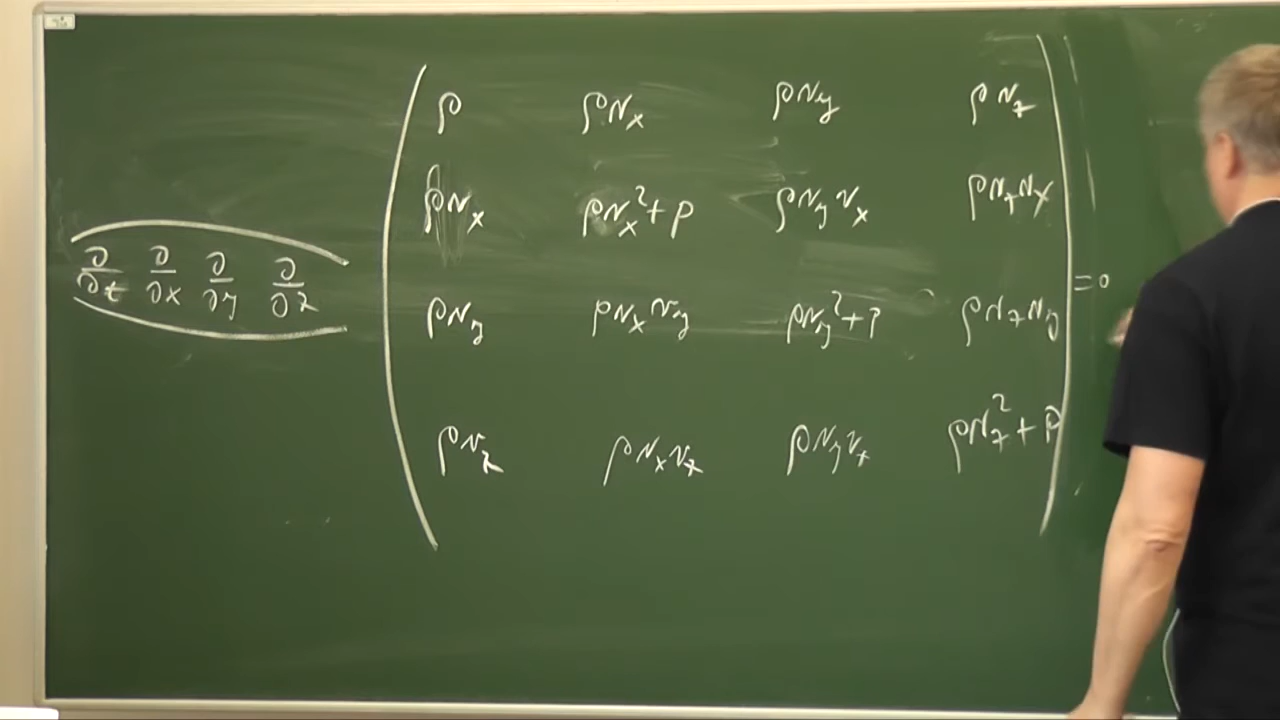 ρ ρv_x ρv_y ρv_z
ρv_x ρv_x^2+p ρv_y v_x ρv_z v_x
∂/∂t ∂/∂x ∂/∂y ∂/∂z =0
ρv_y ρv_x v_y ρv_y^2+p ρv_z v_y
ρv_z ρv_x v_z ρv_y v_z ρv_z^2+p